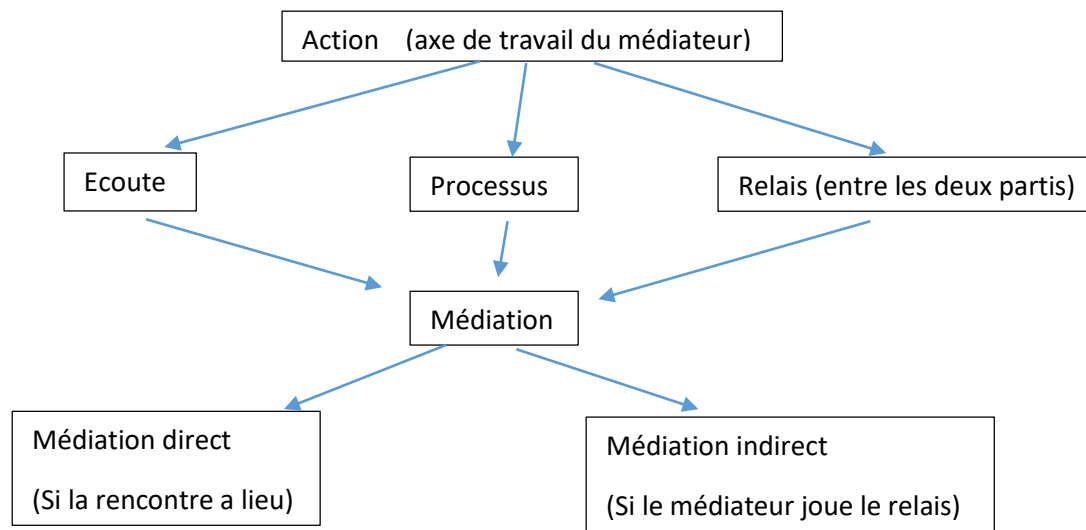 Action (axe de travail du médiateur)
Ecoute
Processus
Relais (entre les deux partis)
Médiation
Médiation direct
(Si la rencontre a lieu)
Médiation indirect
(Si le médiateur joue le relais)